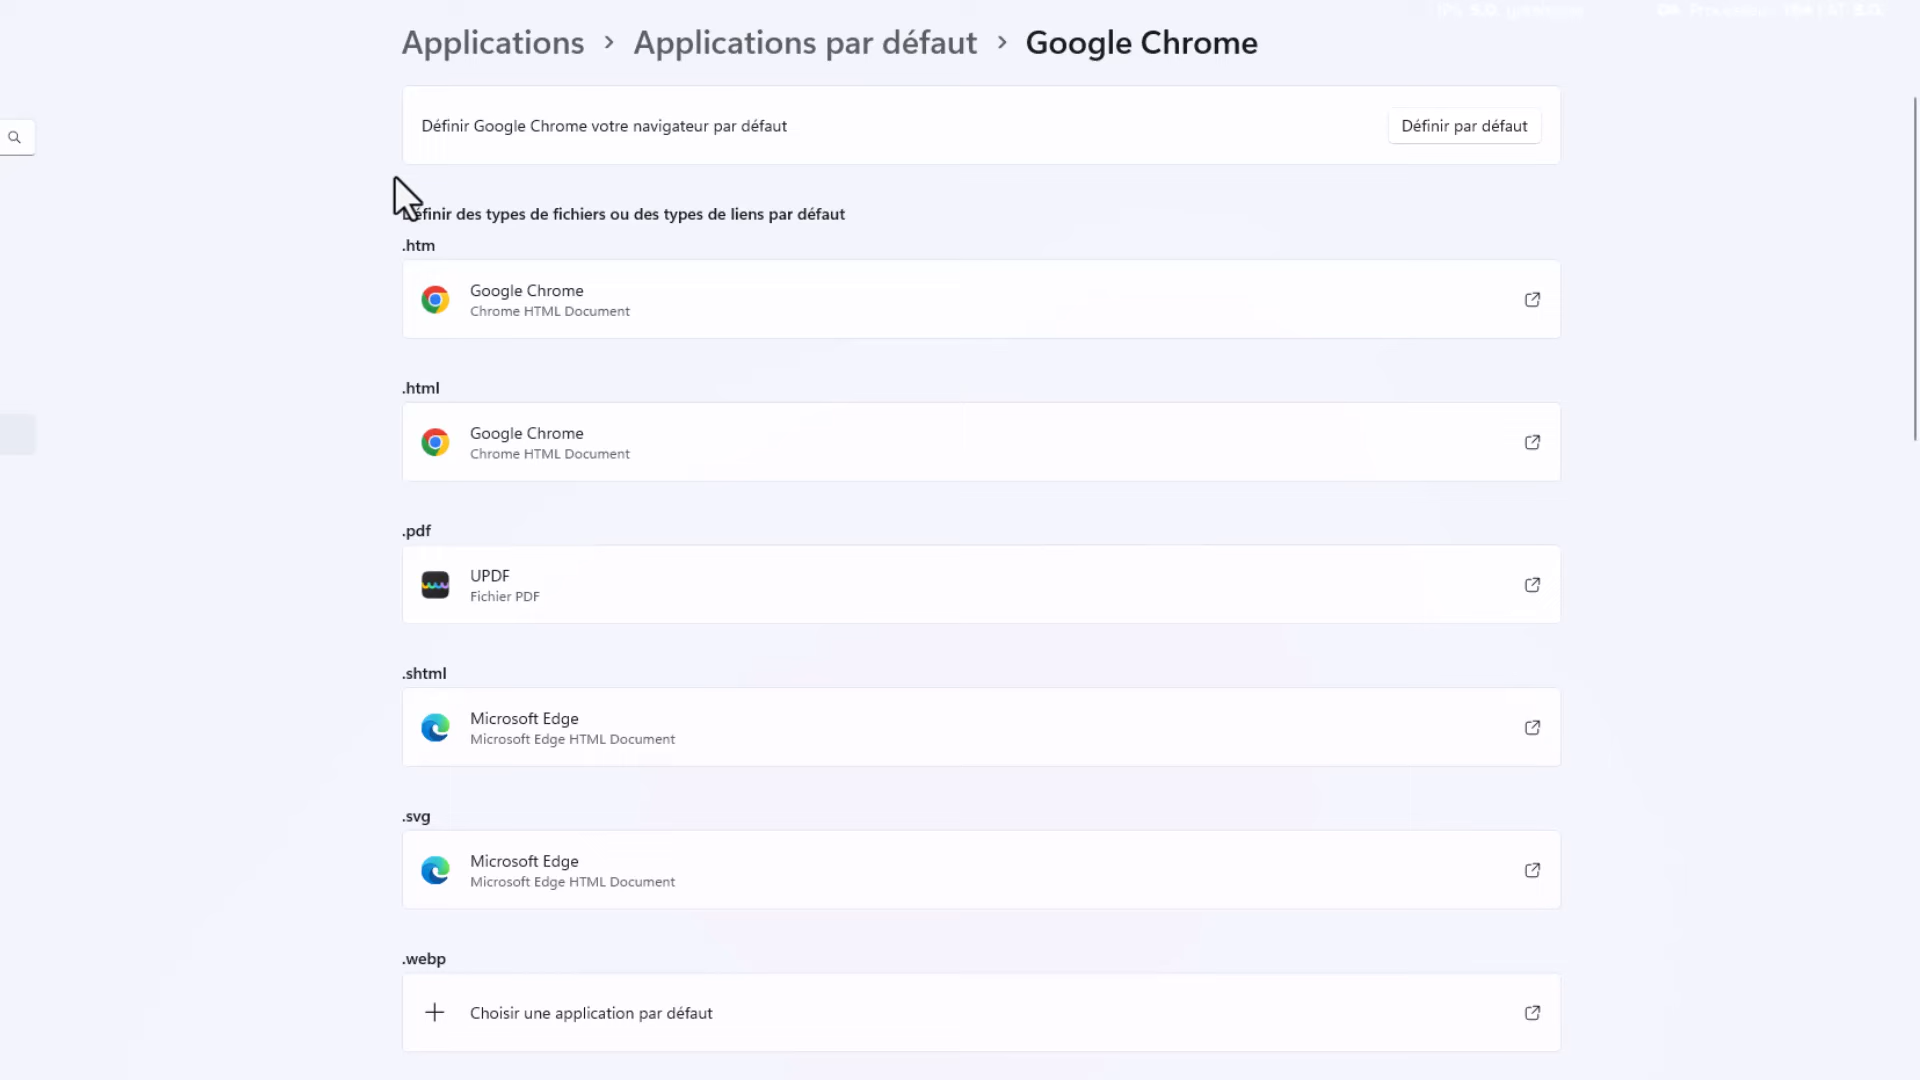 Applications > Applications par défaut > Google Chrome
Définir Google Chrome votre navigateur par défaut
Définir par défaut
Définir des types de fichiers ou des types de liens par défaut
.htm
Google Chrome
Chrome HTML Document
.html
Google Chrome
Chrome HTML Document
.pdf
UPDF
Fichier PDF
.shtml
Microsoft Edge
Microsoft Edge HTML Document
.svg
Microsoft Edge
Microsoft Edge HTML Document
.webp
Choisir une application par défaut